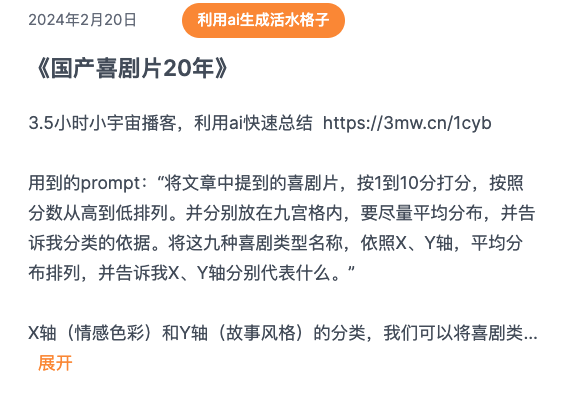 2024年2月20日
利用ai生成活水格子
《国产喜剧片20年》
3.5小时小宇宙播客，利用ai快速总结 https://3mw.cn/1cyb
用到的prompt：“将文章中提到的喜剧片，按1到10分打分，按照
分数从高到低排列。并分别放在九宫格内，要尽量平均分布，并告
诉我分类的依据。将这九种喜剧类型名称，依照X、Y轴，平均分
布排列，并告诉我X、Y轴分别代表什么。”
X轴（情感色彩）和Y轴（故事风格）的分类，我们可以将喜剧类...
展开